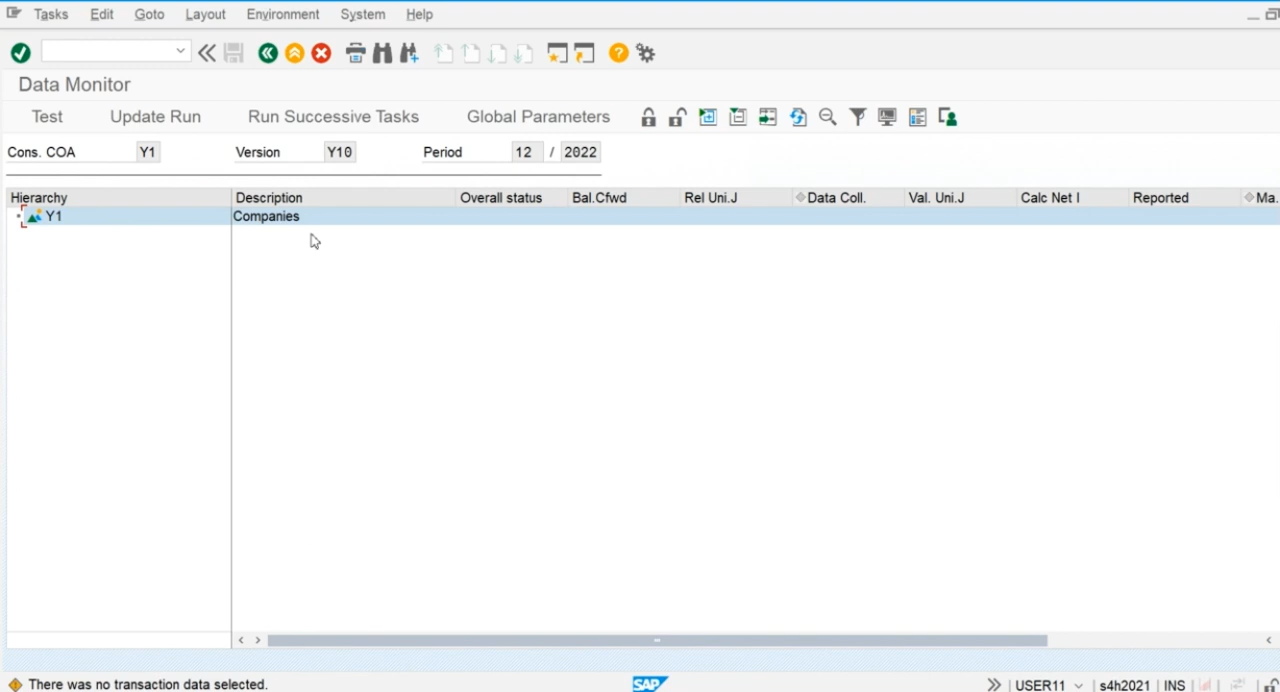 Tasks Edit Goto Layout Environment System Help
Data Monitor
Test Update Run Run Successive Tasks Global Parameters
Cons. COA Y1 Version Y10 Period 12 / 2022
Hierarchy Description Overall status Bal.Cfwd Rel Uni.J Data Coll. Val. Uni.J Calc Net I Reported Ma.
Y1 Companies
There was no transaction data selected. SAP USER11 s4h2021 INS